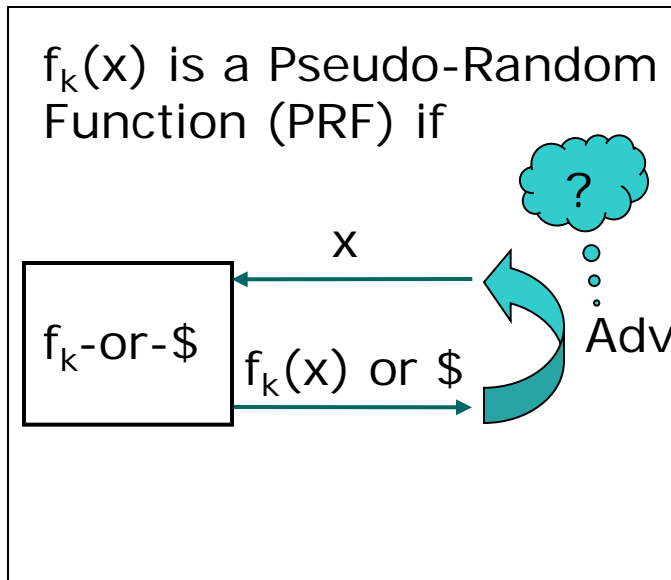 fₖ(x) is a Pseudo-Random
Function (PRF) if
?
x
fₖ-or-$
fₖ(x) or $
Adv